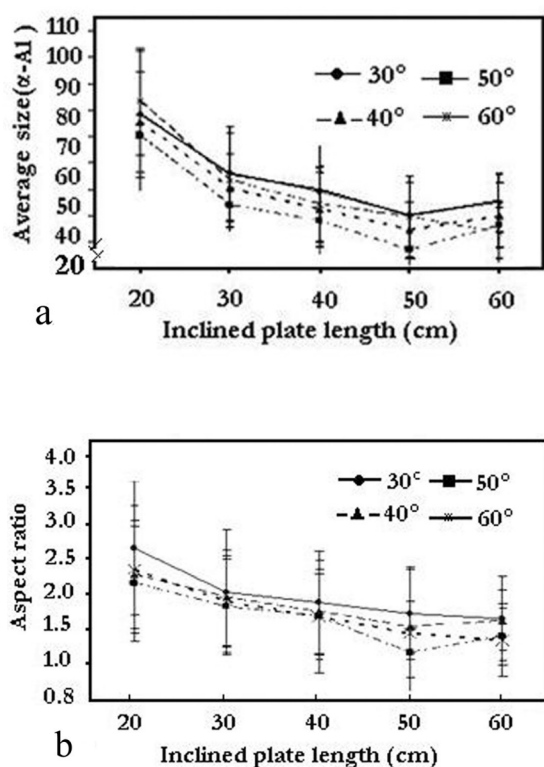 110
100
90
80
70
60
50
40
20
Average size(α-Al)
30° 50°
40° 60°
20 30 40 50 60
Inclined plate length (cm)
a
4.0
3.5
3.0
2.5
2.0
1.5
1.0
0.8
Aspect ratio
30c 50°
40° 60°
20 30 40 50 60
Inclined plate length (cm)
b